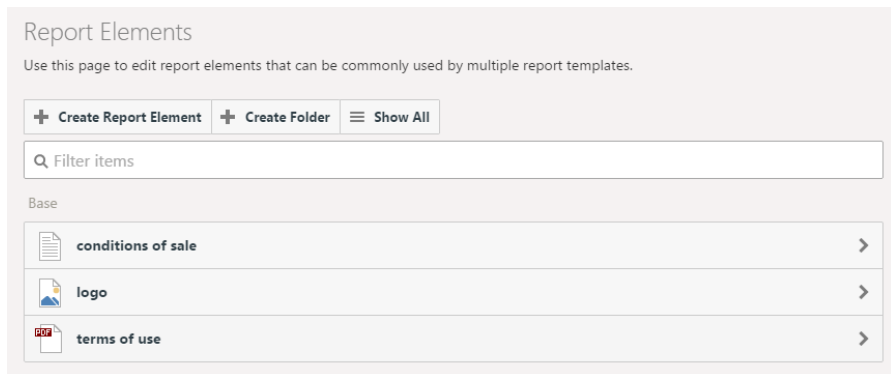 Report Elements
Use this page to edit report elements that can be commonly used by multiple report templates.
Create Report Element Create Folder Show All
Filter items
Base
conditions of sale
logo
PDF terms of use